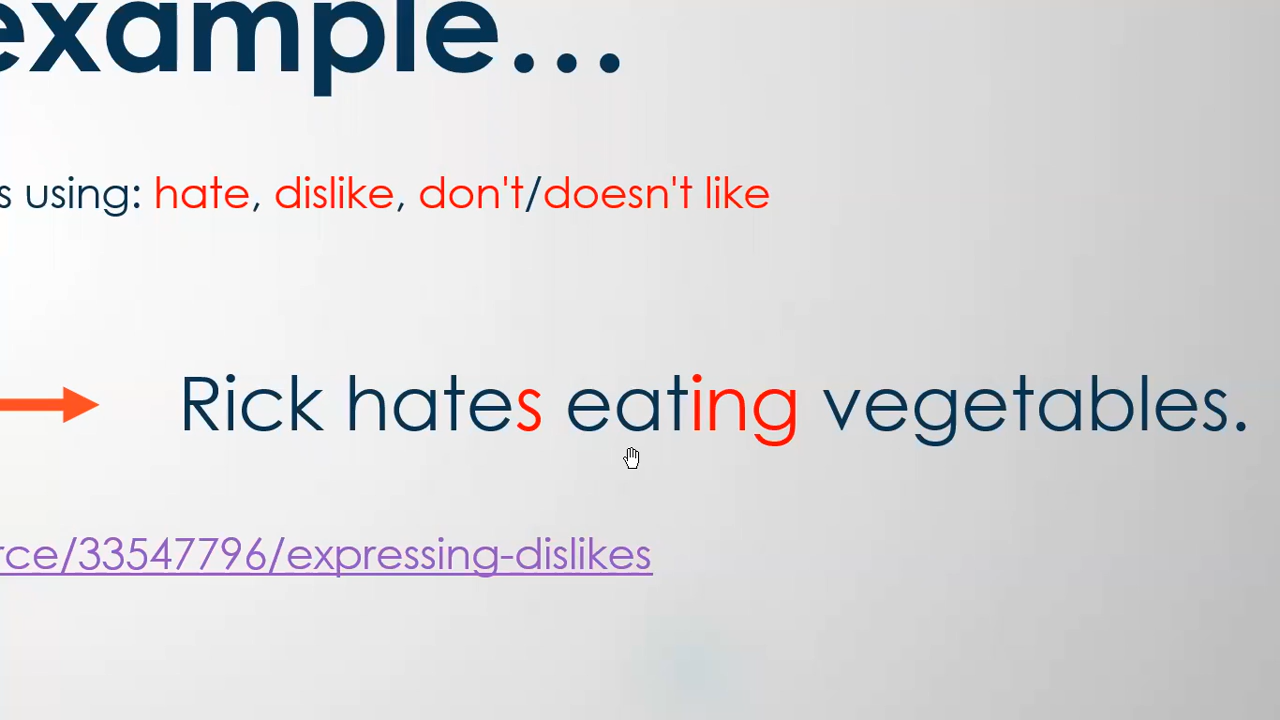 example...
s using: hate, dislike, don't/doesn't like
Rick hates eating vegetables.
rce/33547796/expressing-dislikes